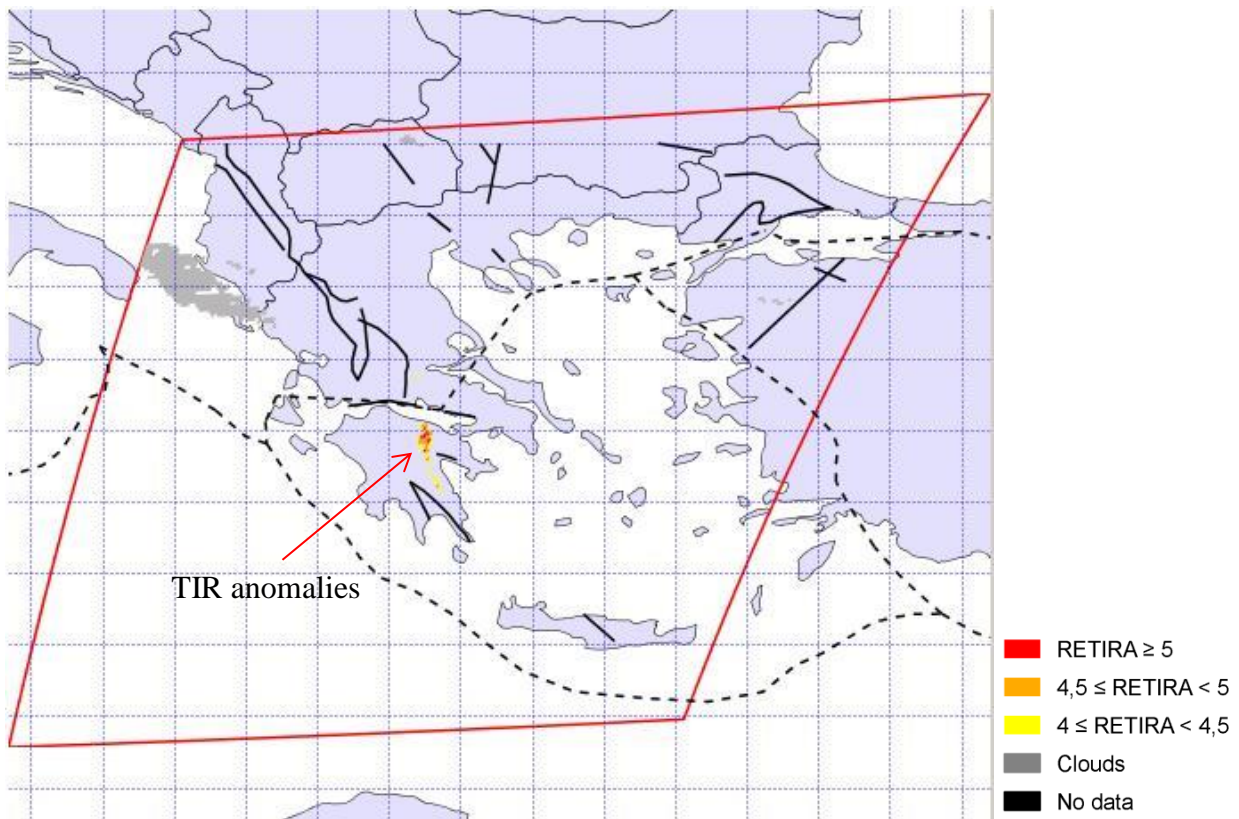 TIR anomalies
RETIRA ≥ 5
4,5 ≤ RETIRA < 5
4 ≤ RETIRA < 4,5
Clouds
No data